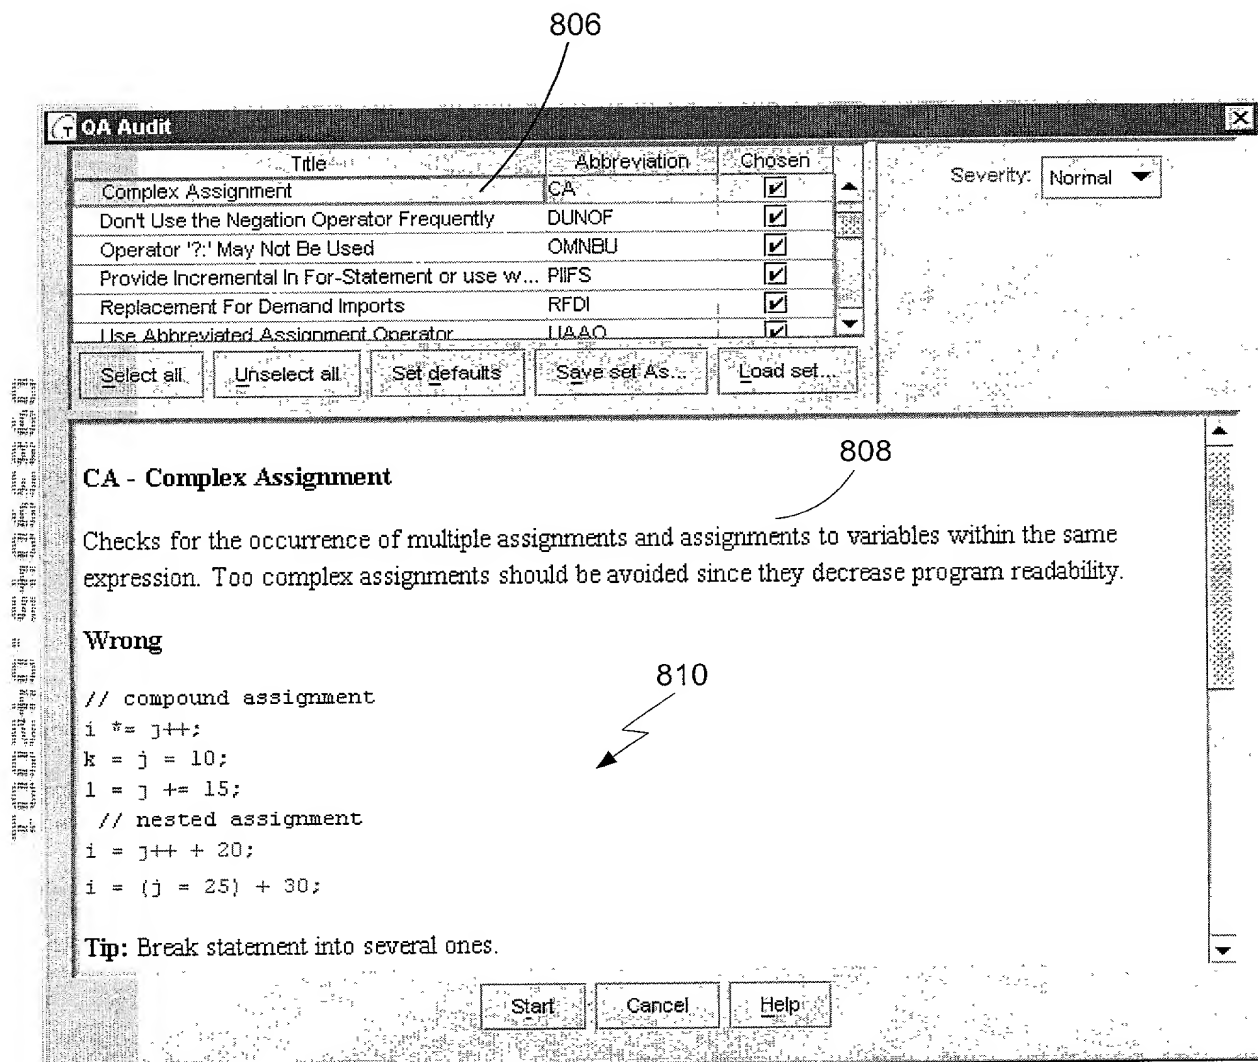 806
QA Audit
Title Abbreviation Chosen
Complex Assignment CA
Don't Use the Negation Operator Frequently DUNOF
Operator '?:' May Not Be Used OMNBU
Provide Incremental In For-Statement or use w... PIIFS
Replacement For Demand Imports RFDI
Use Abbreviated Assignment Operator UAAO
Severity: Normal
Select all Unselect all Set defaults Save set As... Load set...
808
CA - Complex Assignment
Checks for the occurrence of multiple assignments and assignments to variables within the same
expression. Too complex assignments should be avoided since they decrease program readability.
Wrong
810
// compound assignment
i *= j++;
k = j = 10;
l = j += 15;
// nested assignment
i = j++ + 20;
i = (j = 25) + 30;
Tip: Break statement into several ones.
Start Cancel Help